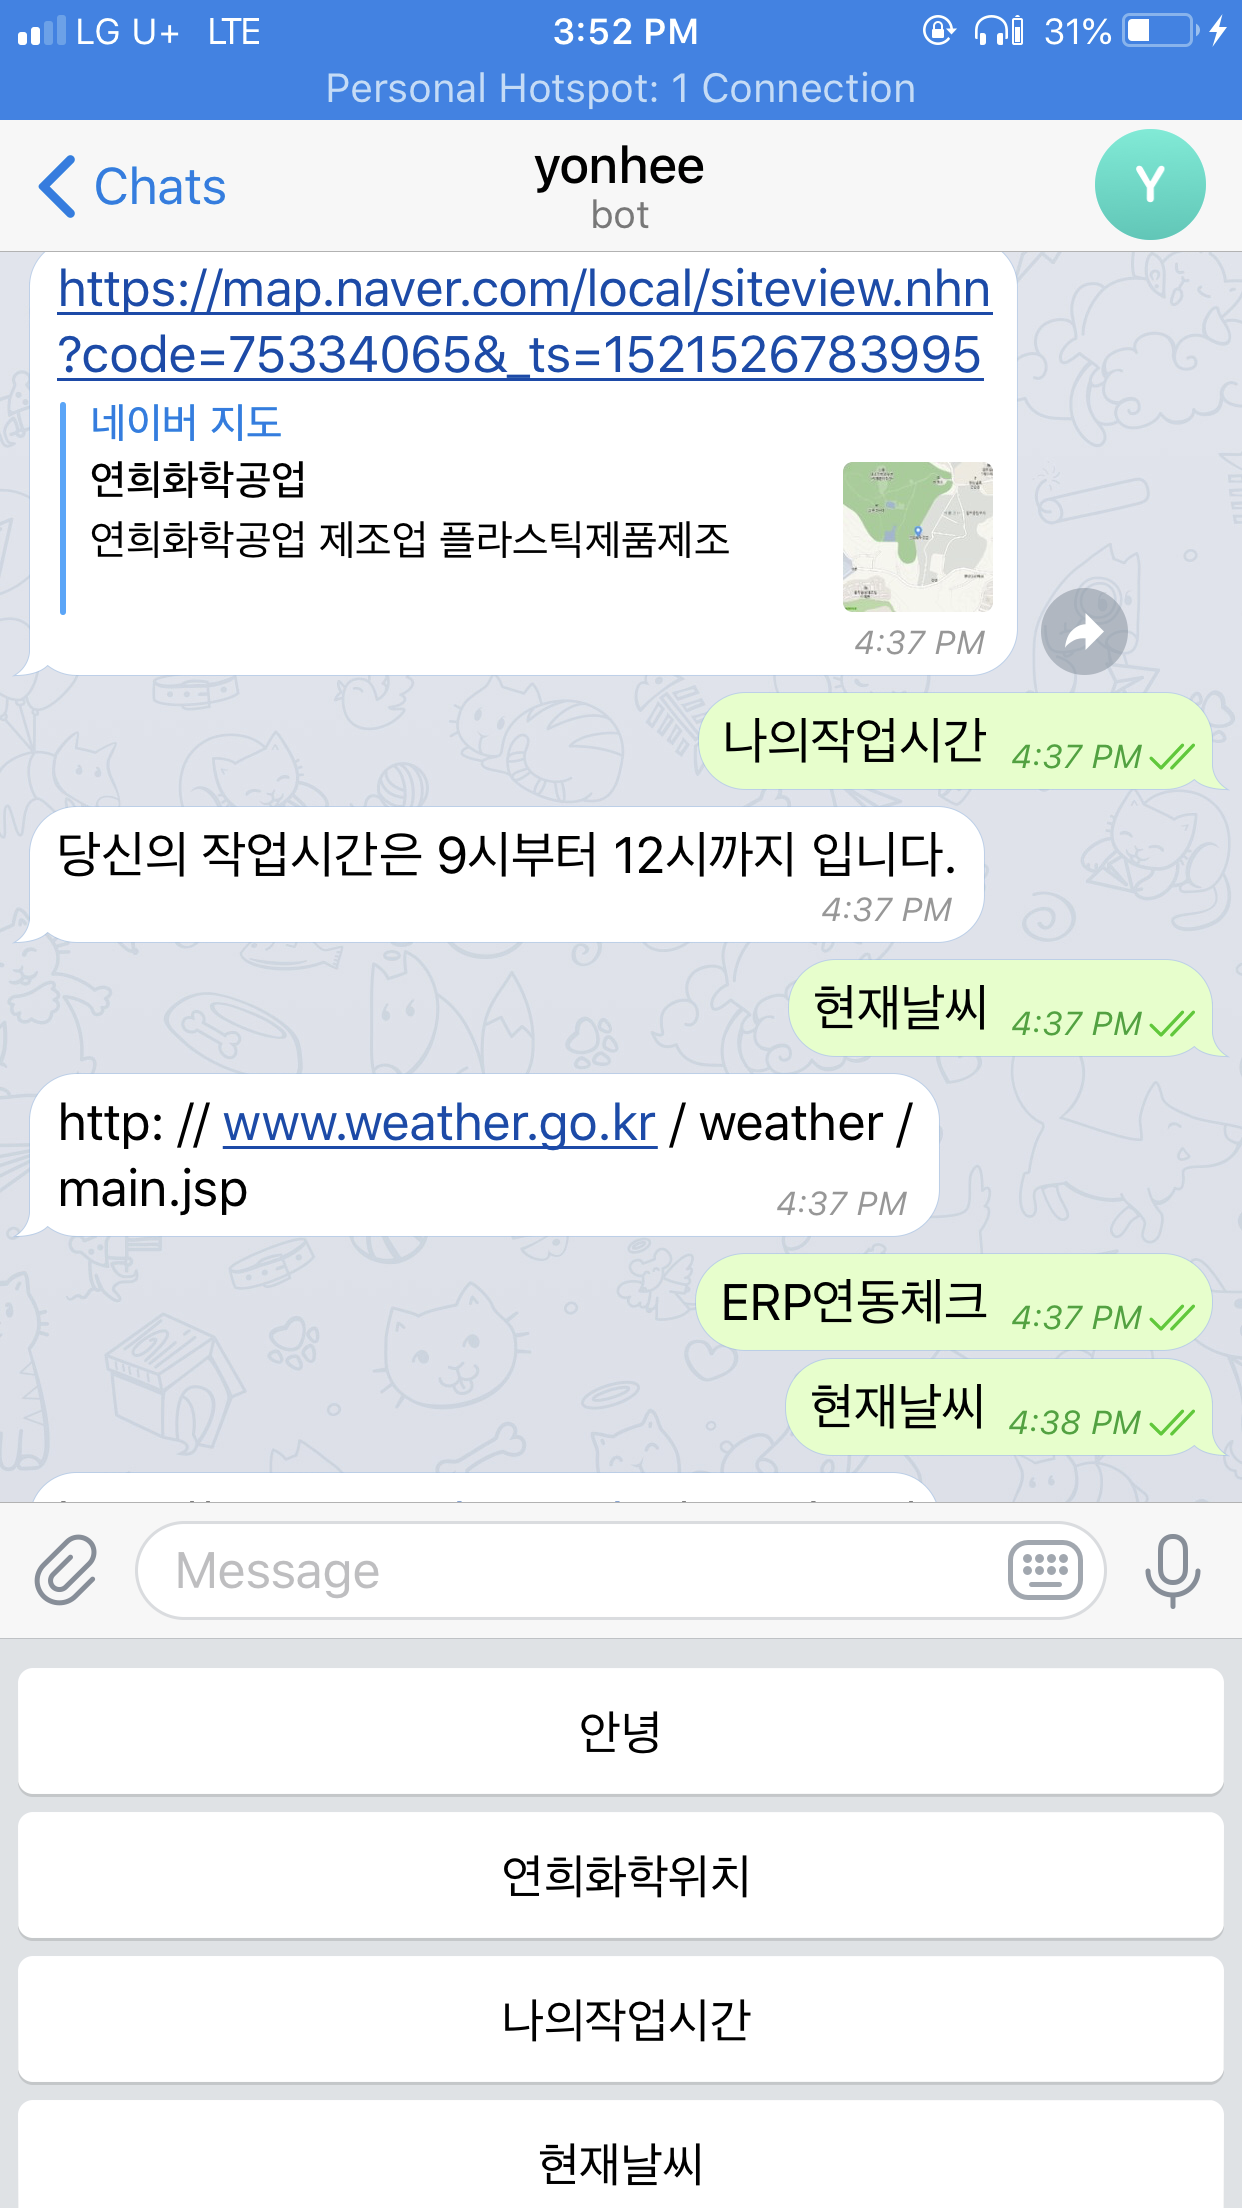 LG U+ LTE 3:52 PM 31%
Personal Hotspot: 1 Connection
Chats
yonhee
bot
Y
https://map.naver.com/local/siteview.nhn
?code=75334065&_ts=1521526783995
네이버 지도
연희화학공업
연희화학공업 제조업 플라스틱제품제조
4:37 PM
나의작업시간 4:37 PM
당신의 작업시간은 9시부터 12시까지 입니다.
4:37 PM
현재날씨 4:37 PM
http: // www.weather.go.kr / weather /
main.jsp 4:37 PM
ERP연동체크 4:37 PM
현재날씨 4:38 PM
Message
안녕
연희화학위치
나의작업시간
현재날씨